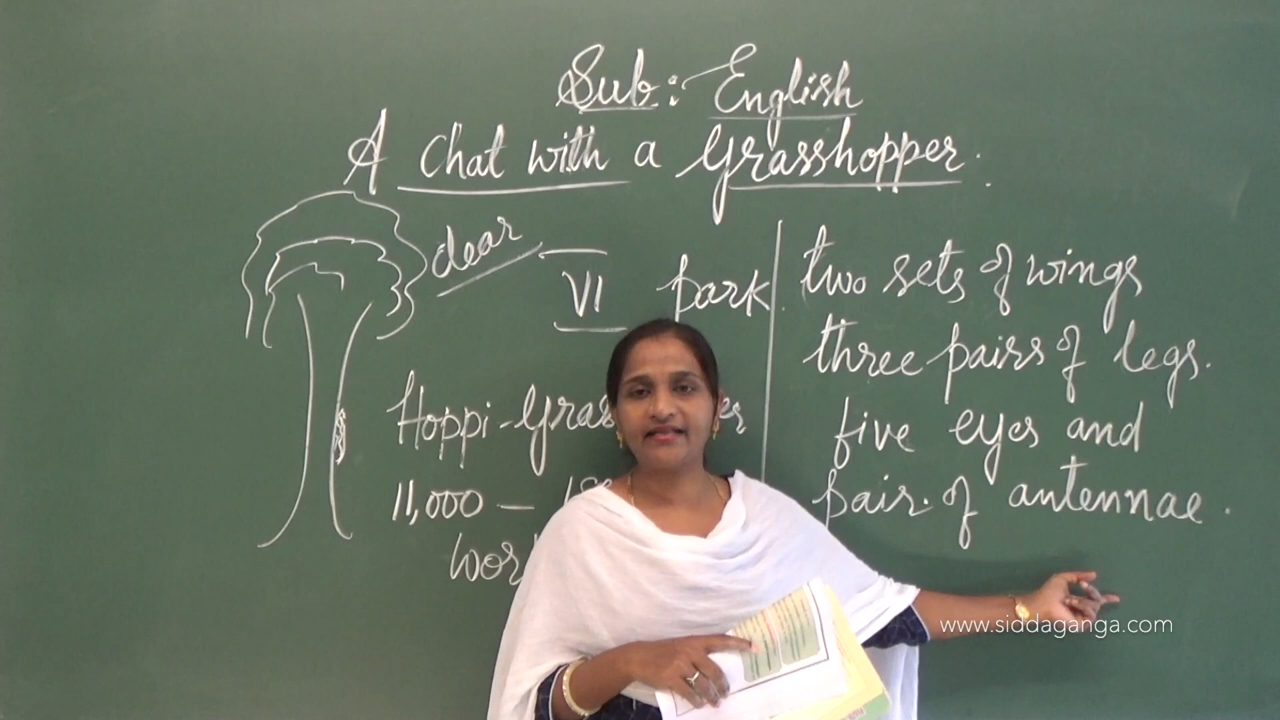 Sub: English
A Chat with a Grasshopper.
dear
VI
park
Hoppi-
11,000 —
two sets of wings
three pairs of legs.
five eyes and
pair of antennae.
www.siddaganga.com